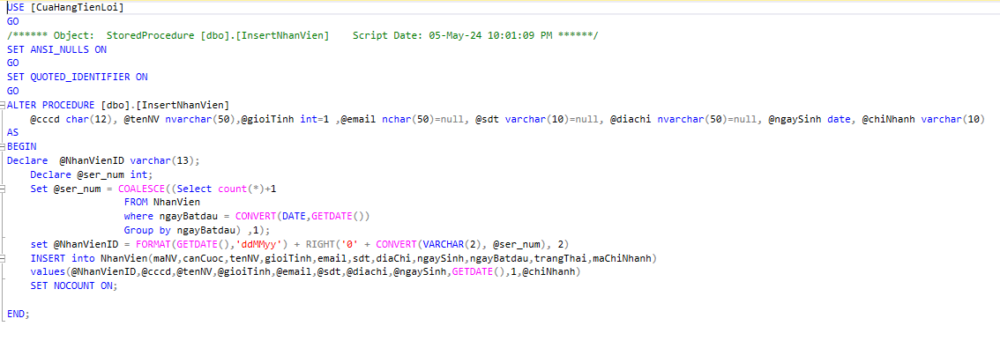 USE [CuaHangTienLoi]
GO
/****** Object:  StoredProcedure [dbo].[InsertNhanVien]    Script Date: 05-May-24 10:01:09 PM ******/
SET ANSI_NULLS ON
GO
SET QUOTED_IDENTIFIER ON
GO
ALTER PROCEDURE [dbo].[InsertNhanVien]
    @cccd char(12), @tenNV nvarchar(50),@gioiTinh int=1 ,@email nchar(50)=null, @sdt varchar(10)=null, @diachi nvarchar(50)=null, @ngaySinh date, @chiNhanh varchar(10)
AS
BEGIN
Declare  @NhanVienID varchar(13);
    Declare @ser_num int;
    Set @ser_num = COALESCE((Select count(*)+1
                    FROM NhanVien
                    where ngayBatdau = CONVERT(DATE,GETDATE())
                    Group by ngayBatdau) ,1);
    set @NhanVienID = FORMAT(GETDATE(),'ddMMyy') + RIGHT('0' + CONVERT(VARCHAR(2), @ser_num), 2)
    INSERT into NhanVien(maNV,canCuoc,tenNV,gioiTinh,email,sdt,diaChi,ngaySinh,ngayBatdau,trangThai,maChiNhanh)
    values(@NhanVienID,@cccd,@tenNV,@gioiTinh,@email,@sdt,@diachi,@ngaySinh,GETDATE(),1,@chiNhanh)
    SET NOCOUNT ON;

END;